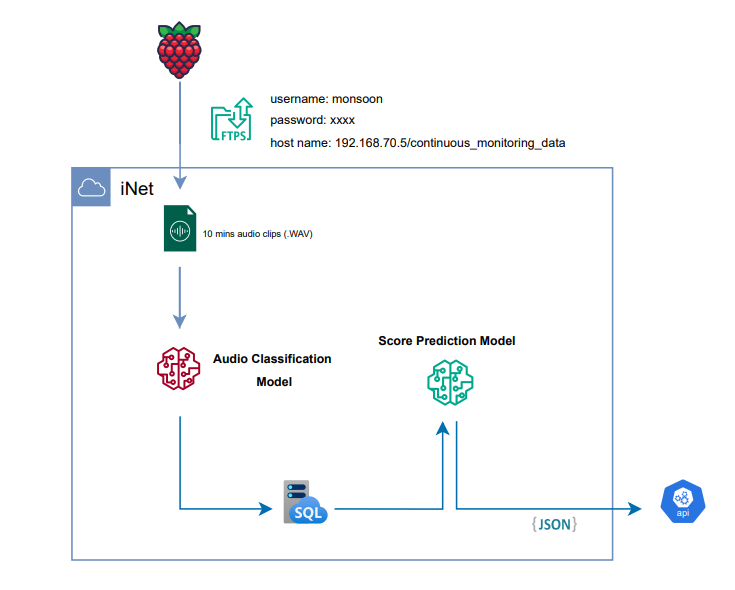 FTPS
username: monsoon
password: xxxx
host name: 192.168.70.5/continuous_monitoring_data
iNet
10 mins audio clips (.WAV)
Audio Classification
Model
Score Prediction Model
SQL
{JSON}
api